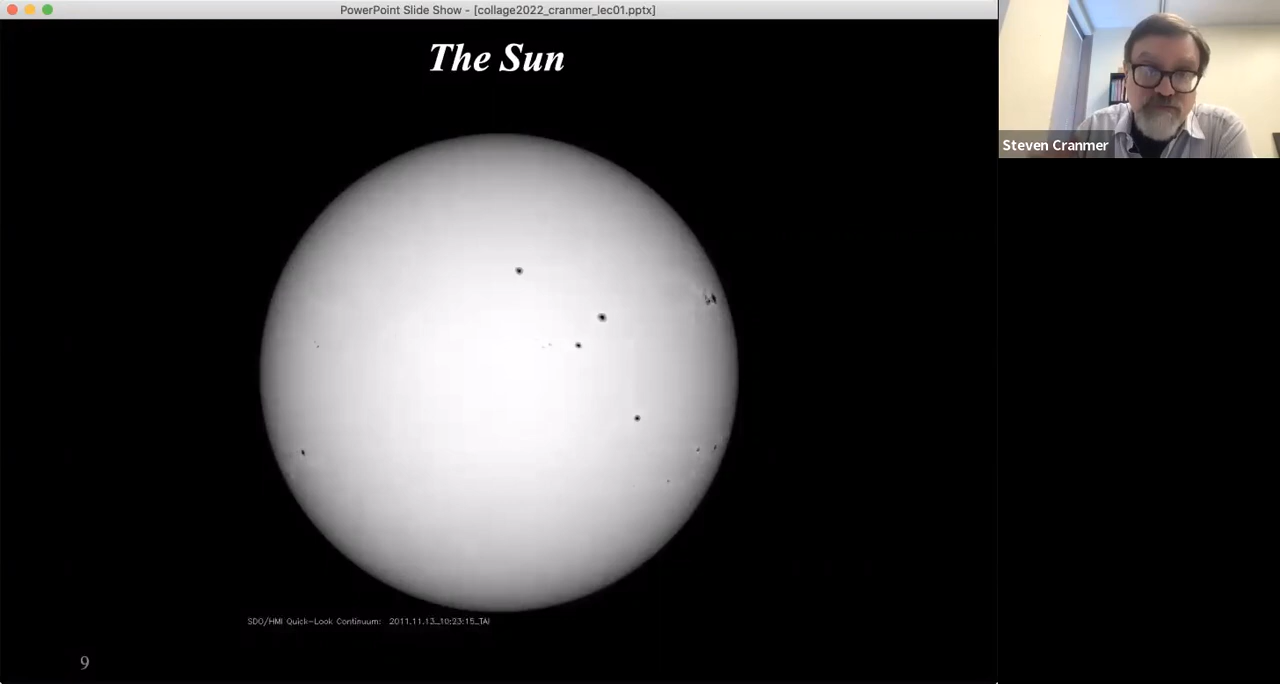 PowerPoint Slide Show - [collage2022_cranmer_lec01.pptx]
The Sun
Steven Cranmer
SDO/HMI Quick-Look Continuum: 2011.11.13_10:23:15_TAI
9